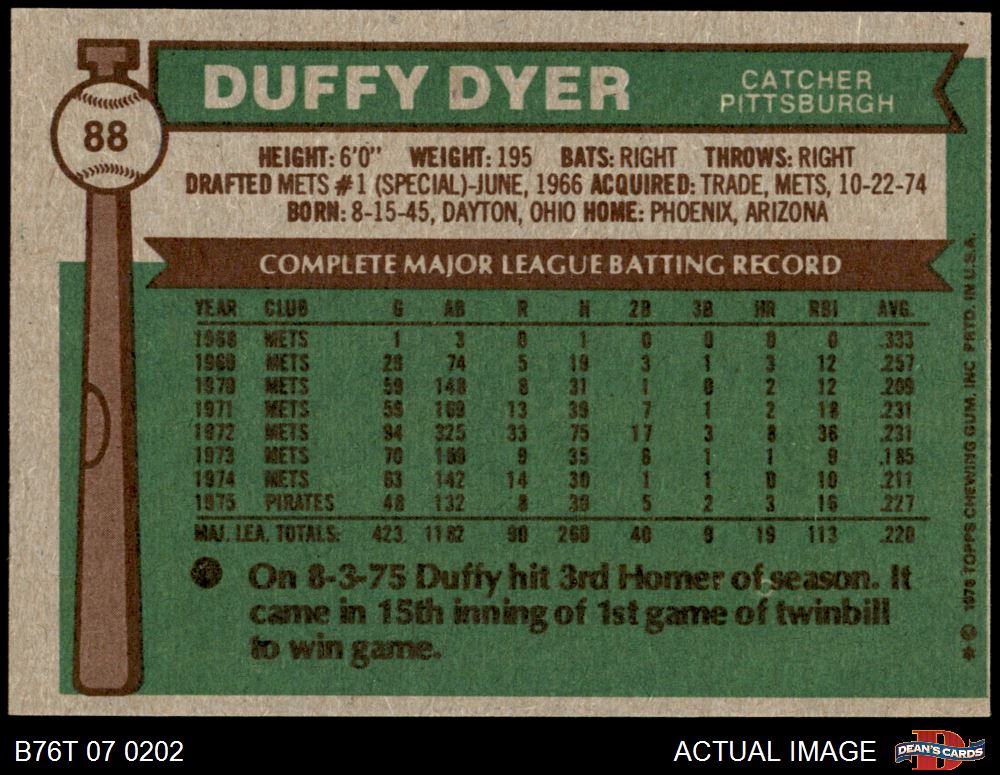 88
DUFFY DYER
CATCHER
PITTSBURGH
HEIGHT: 6'0" WEIGHT: 195 BATS: RIGHT THROWS: RIGHT
DRAFTED METS #1 (SPECIAL)-JUNE, 1966 ACQUIRED: TRADE, METS, 10-22-74
BORN: 8-15-45, DAYTON, OHIO HOME: PHOENIX, ARIZONA
COMPLETE MAJOR LEAGUE BATTING RECORD
YEAR CLUB G AB R H 2B 3B HR RBI AVG.
1968 METS 1 3 0 1 0 0 0 0 .333
1969 METS 29 74 5 19 3 1 3 12 .257
1970 METS 59 148 8 31 1 0 2 12 .209
1971 METS 59 169 13 39 7 1 2 18 .231
1972 METS 94 325 33 75 17 3 8 36 .231
1973 METS 70 189 9 35 6 1 1 9 .185
1974 METS 63 142 14 30 1 1 0 10 .211
1975 PIRATES 48 132 8 30 5 2 3 16 .227
MAJ. LEA. TOTALS: 423 1182 90 260 40 9 19 113 .220
On 8-3-75 Duffy hit 3rd Homer of season. It
came in 15th inning of 1st game of twinbill
to win game.
* © 1976 TOPPS CHEWING GUM, INC PRTD. IN U.S.A.
B76T 07 0202
ACTUAL IMAGE
DEAN'S CARDS